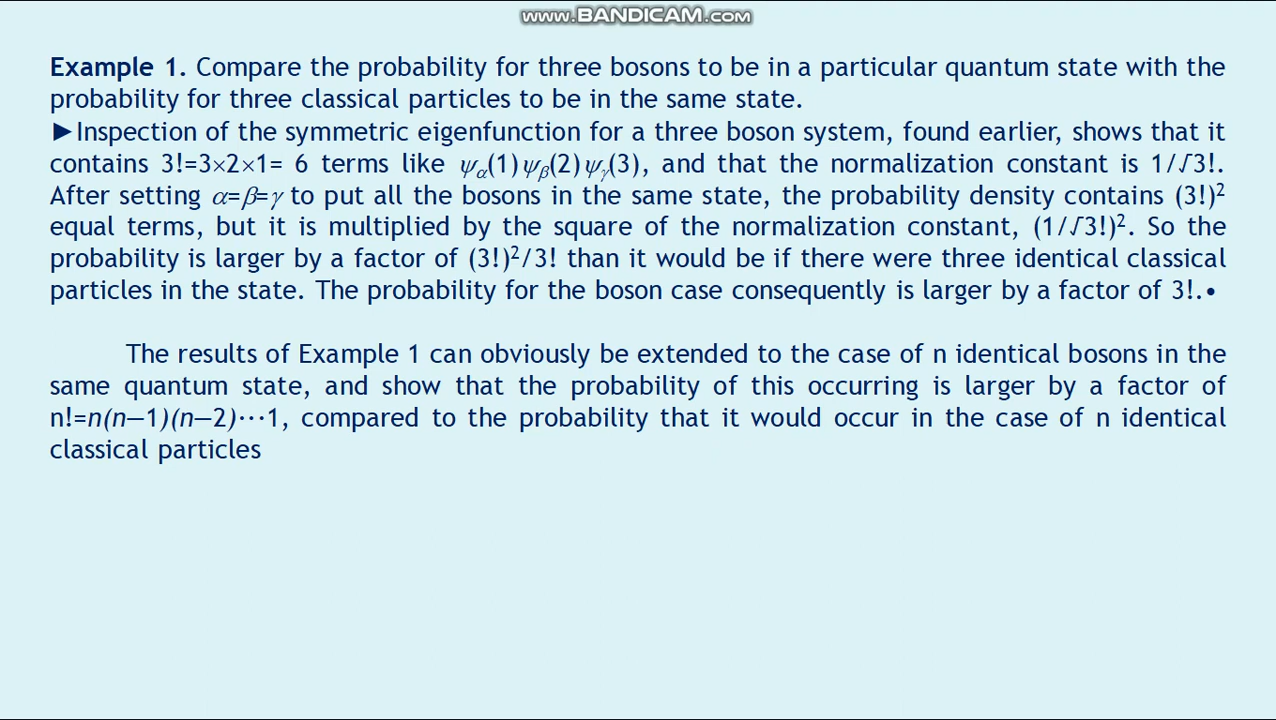 www.BANDICAM.com
Example 1. Compare the probability for three bosons to be in a particular quantum state with the
probability for three classical particles to be in the same state.
►Inspection of the symmetric eigenfunction for a three boson system, found earlier, shows that it
contains 3!=3×2×1= 6 terms like ψα(1)ψβ(2)ψγ(3), and that the normalization constant is 1/√3!.
After setting α=β=γ to put all the bosons in the same state, the probability density contains (3!)²
equal terms, but it is multiplied by the square of the normalization constant, (1/√3!)². So the
probability is larger by a factor of (3!)²/3! than it would be if there were three identical classical
particles in the state. The probability for the boson case consequently is larger by a factor of 3!.•
The results of Example 1 can obviously be extended to the case of n identical bosons in the
same quantum state, and show that the probability of this occurring is larger by a factor of
n!=n(n−1)(n−2)⋯1, compared to the probability that it would occur in the case of n identical
classical particles